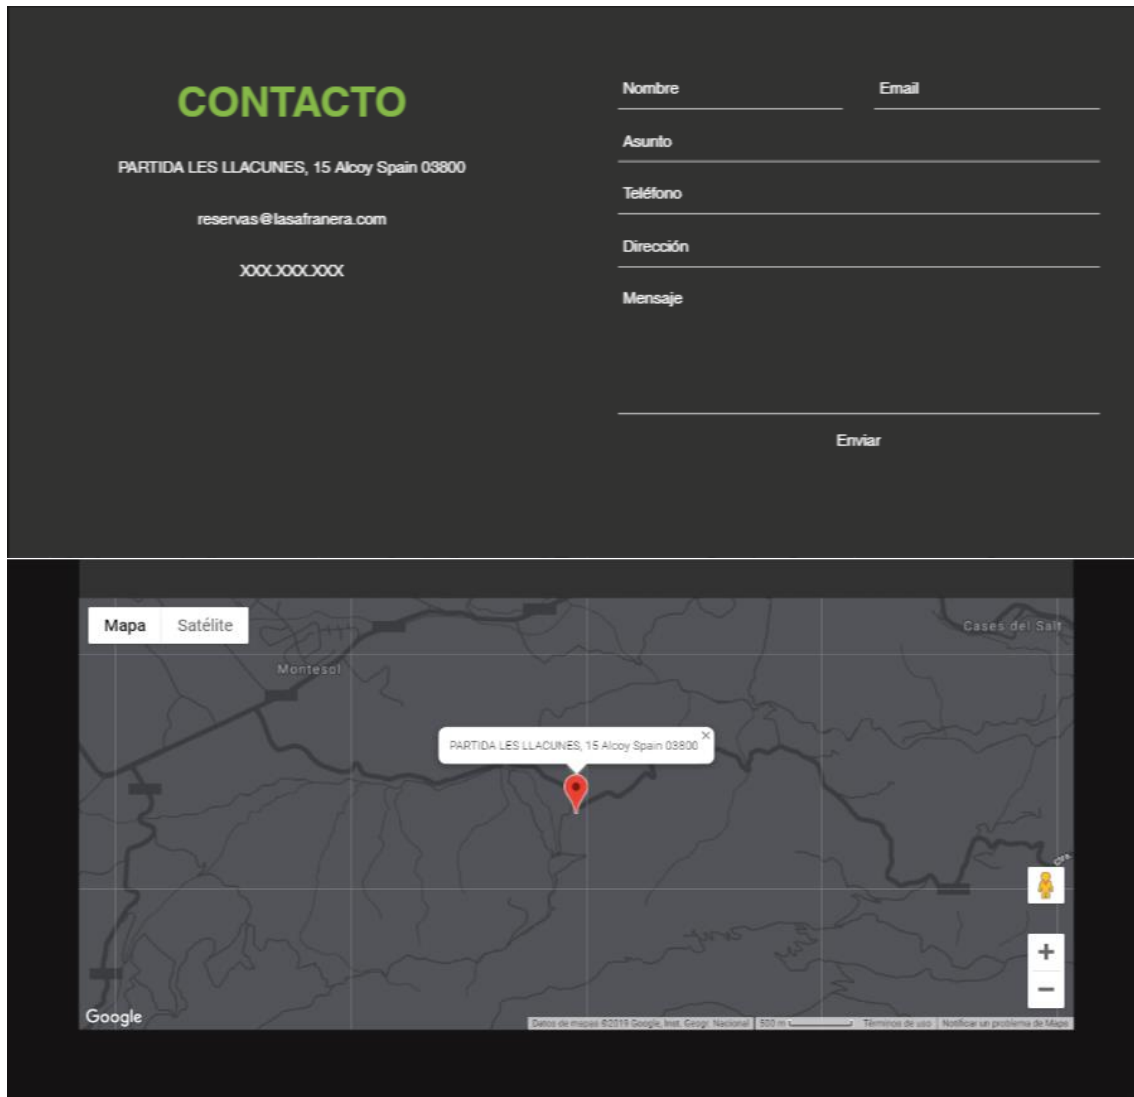 CONTACTO
PARTIDA LES LLACUNES, 15 Alcoy Spain 03800
reservas@lasafranera.com
XXX.XXX.XXX
Nombre
Email
Asunto
Teléfono
Dirección
Mensaje
Enviar
Mapa
Satélite
Cases del Salt
Montesol
PARTIDA LES LLACUNES, 15 Alcoy Spain 03800
Ctra.
Google
Datos de mapas ©2019 Google, Inst. Geogr. Nacional
500 m
Términos de uso
Notificar un problema de Maps